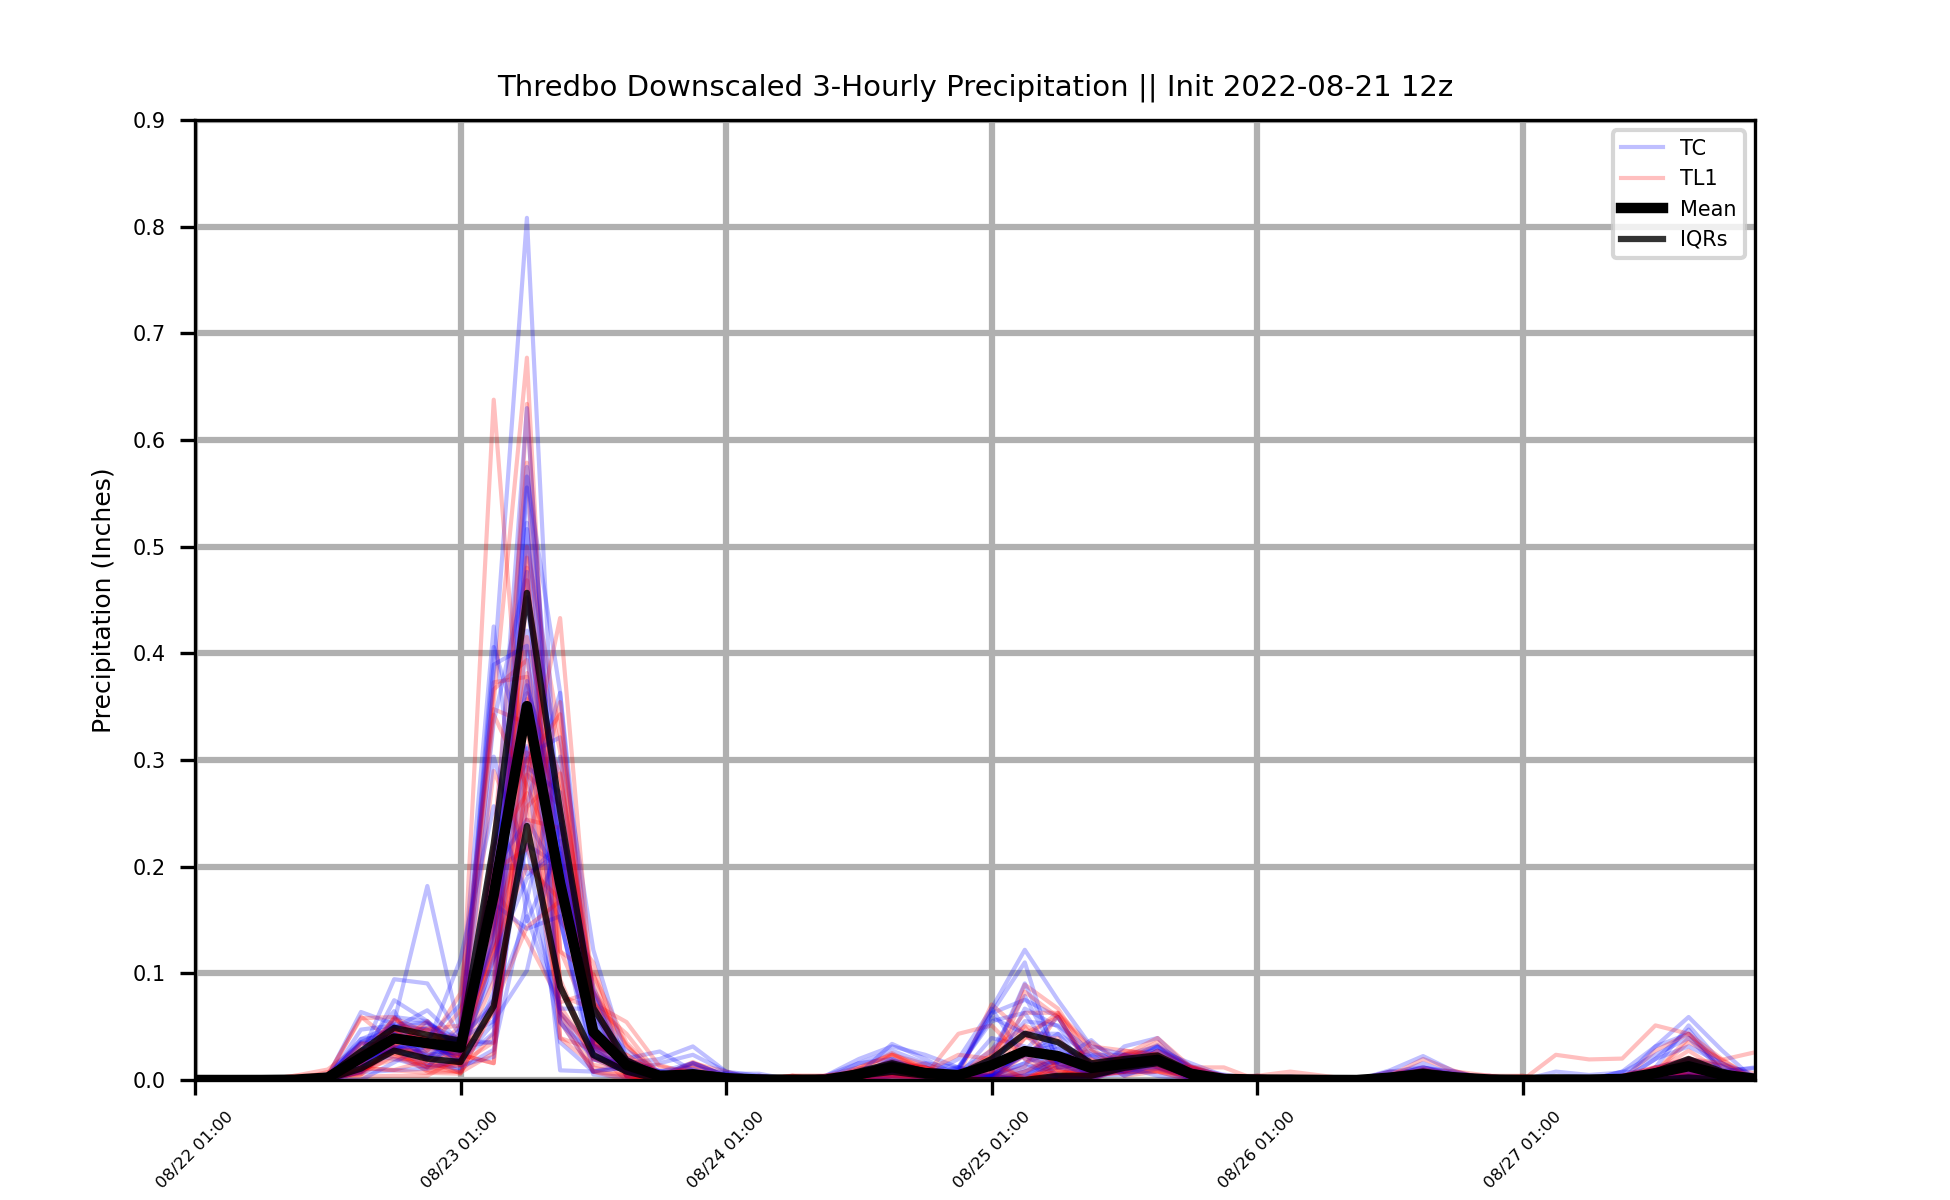 Thredbo Downscaled 3-Hourly Precipitation || Init 2022-08-21 12z
Precipitation (Inches)
0.9
0.8
0.7
0.6
0.5
0.4
0.3
0.2
0.1
0.0
TC
TL1
Mean
IQRs
08/22 01:00
08/23 01:00
08/24 01:00
08/25 01:00
08/26 01:00
08/27 01:00